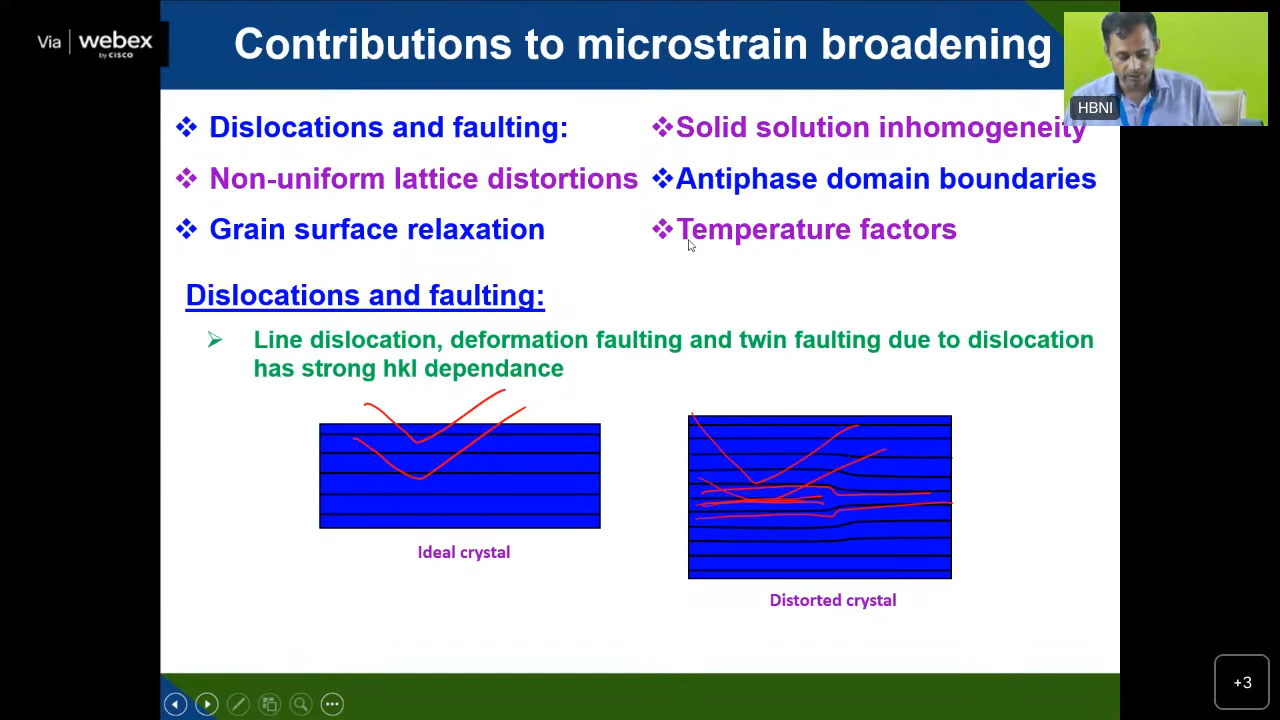 Via | webex
by CISCO
Contributions to microstrain broadening
HBNI
❖ Dislocations and faulting:
❖ Non-uniform lattice distortions
❖ Grain surface relaxation
❖Solid solution inhomogeneity
❖Antiphase domain boundaries
❖Temperature factors
Dislocations and faulting:
➢ Line dislocation, deformation faulting and twin faulting due to dislocation
has strong hkl dependance
Ideal crystal
Distorted crystal
+3